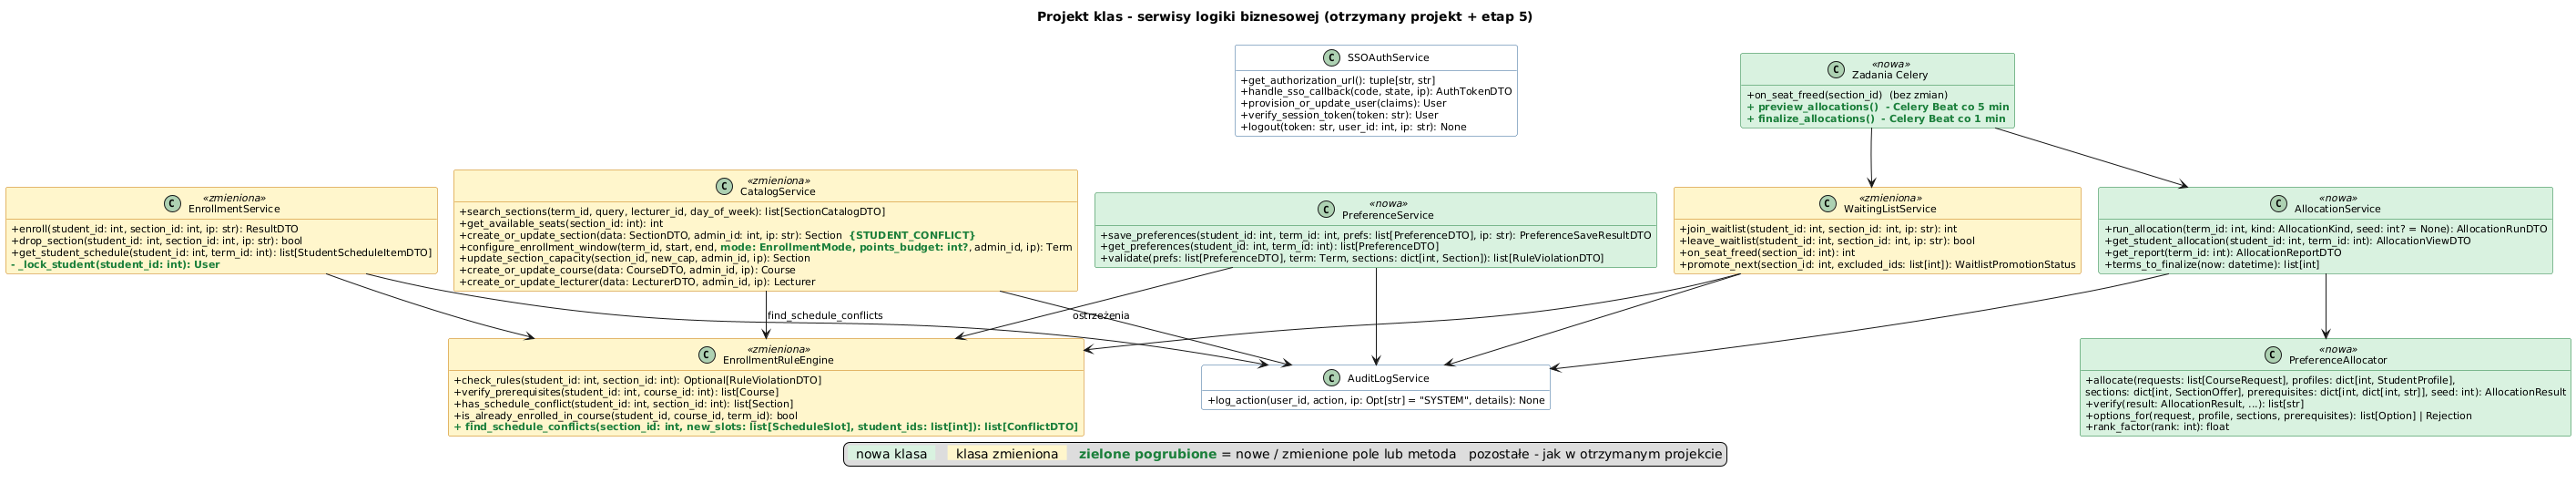 Projekt klas - serwisy logiki biznesowej (otrzymany projekt + etap 5)
C SSOAuthService
+get_authorization_url(): tuple[str, str]
+handle_sso_callback(code, state, ip): AuthTokenDTO
+provision_or_update_user(claims): User
+verify_session_token(token: str): User
+logout(token: str, user_id: int, ip: str): None
«nowa»
C Zadania Celery
+on_seat_freed(section_id)  (bez zmian)
+ preview_allocations()  - Celery Beat co 5 min
+ finalize_allocations()  - Celery Beat co 1 min
«zmieniona»
C EnrollmentService
+enroll(student_id: int, section_id: int, ip: str): ResultDTO
+drop_section(student_id: int, section_id: int, ip: str): bool
+get_student_schedule(student_id: int, term_id: int): list[StudentScheduleItemDTO]
- _lock_student(student_id: int): User
«zmieniona»
C CatalogService
+search_sections(term_id, query, lecturer_id, day_of_week): list[SectionCatalogDTO]
+get_available_seats(section_id: int): int
+create_or_update_section(data: SectionDTO, admin_id: int, ip: str): Section  {STUDENT_CONFLICT}
+configure_enrollment_window(term_id, start, end, mode: EnrollmentMode, points_budget: int?, admin_id, ip): Term
+update_section_capacity(section_id, new_cap, admin_id, ip): Section
+create_or_update_course(data: CourseDTO, admin_id, ip): Course
+create_or_update_lecturer(data: LecturerDTO, admin_id, ip): Lecturer
«nowa»
C PreferenceService
+save_preferences(student_id: int, term_id: int, prefs: list[PreferenceDTO], ip: str): PreferenceSaveResultDTO
+get_preferences(student_id: int, term_id: int): list[PreferenceDTO]
+validate(prefs: list[PreferenceDTO], term: Term, sections: dict[int, Section]): list[RuleViolationDTO]
«zmieniona»
C WaitingListService
+join_waitlist(student_id: int, section_id: int, ip: str): int
+leave_waitlist(student_id: int, section_id: int, ip: str): bool
+on_seat_freed(section_id: int): int
+promote_next(section_id: int, excluded_ids: list[int]): WaitlistPromotionStatus
«nowa»
C AllocationService
+run_allocation(term_id: int, kind: AllocationKind, seed: int? = None): AllocationRunDTO
+get_student_allocation(student_id: int, term_id: int): AllocationViewDTO
+get_report(term_id: int): AllocationReportDTO
+terms_to_finalize(now: datetime): list[int]
find_schedule_conflicts
ostrzeżenia
«zmieniona»
C EnrollmentRuleEngine
+check_rules(student_id: int, section_id: int): Optional[RuleViolationDTO]
+verify_prerequisites(student_id: int, course_id: int): list[Course]
+has_schedule_conflict(student_id: int, section_id: int): list[Section]
+is_already_enrolled_in_course(student_id, course_id, term_id): bool
+ find_schedule_conflicts(section_id: int, new_slots: list[ScheduleSlot], student_ids: list[int]): list[ConflictDTO]
C AuditLogService
+log_action(user_id, action, ip: Opt[str] = "SYSTEM", details): None
«nowa»
C PreferenceAllocator
+allocate(requests: list[CourseRequest], profiles: dict[int, StudentProfile],
sections: dict[int, SectionOffer], prerequisites: dict[int, dict[int, str]], seed: int): AllocationResult
+verify(result: AllocationResult, ...): list[str]
+options_for(request, profile, sections, prerequisites): list[Option] | Rejection
+rank_factor(rank: int): float
nowa klasa   klasa zmieniona   zielone pogrubione = nowe / zmienione pole lub metoda   pozostałe - jak w otrzymanym projekcie